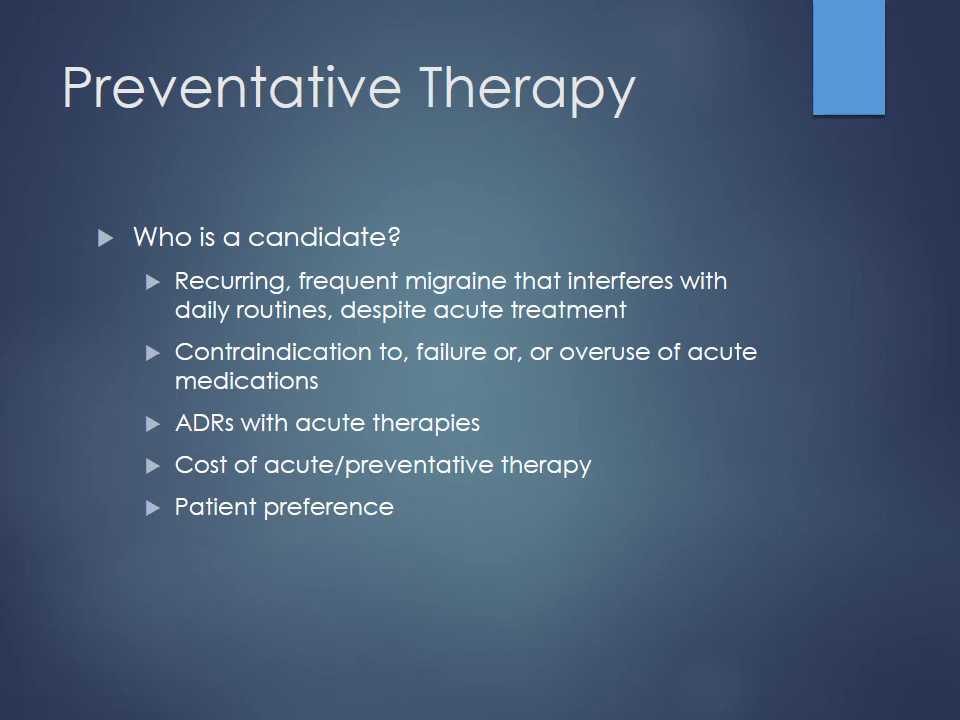 Preventative Therapy
Who is a candidate?
Recurring, frequent migraine that interferes with
daily routines, despite acute treatment
Contraindication to, failure or, or overuse of acute
medications
ADRs with acute therapies
Cost of acute/preventative therapy
Patient preference